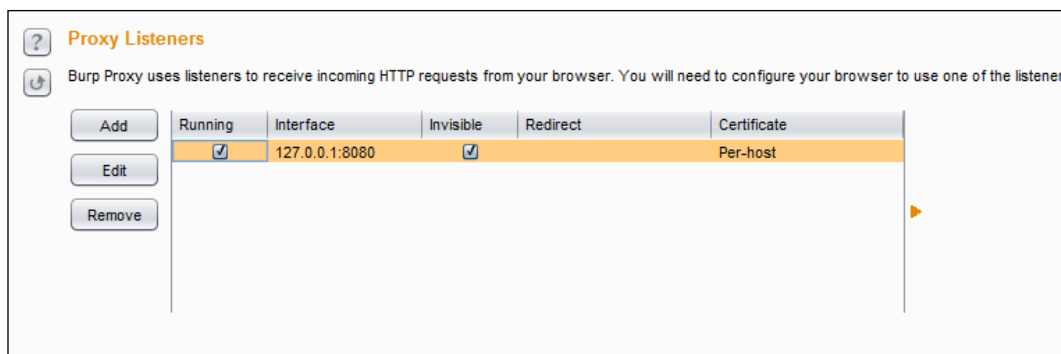 ?
Proxy Listeners
Burp Proxy uses listeners to receive incoming HTTP requests from your browser. You will need to configure your browser to use one of the listener
Add
Running
Interface
Invisible
Redirect
Certificate
127.0.0.1:8080
Per-host
Edit
Remove